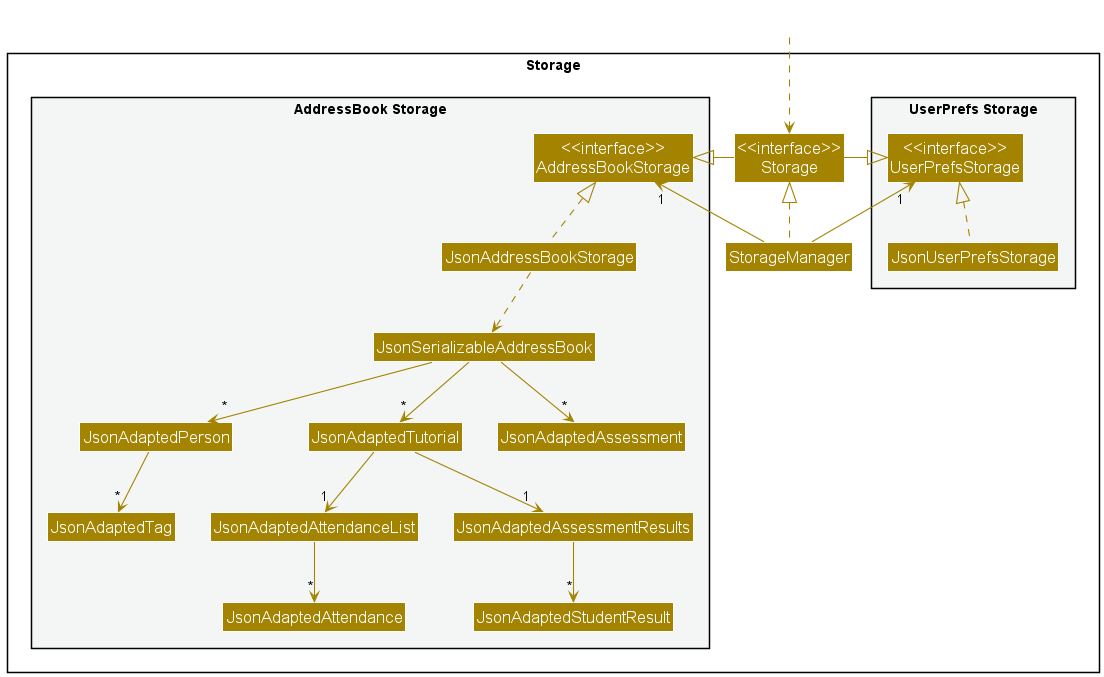 Storage
AddressBook Storage
UserPrefs Storage
<<interface>>
AddressBookStorage
<<interface>>
Storage
<<interface>>
UserPrefsStorage
1
1
JsonAddressBookStorage
StorageManager
JsonUserPrefsStorage
JsonSerializableAddressBook
*
*
*
JsonAdaptedPerson
JsonAdaptedTutorial
JsonAdaptedAssessment
*
1
1
JsonAdaptedTag
JsonAdaptedAttendanceList
JsonAdaptedAssessmentResults
*
*
JsonAdaptedAttendance
JsonAdaptedStudentResult